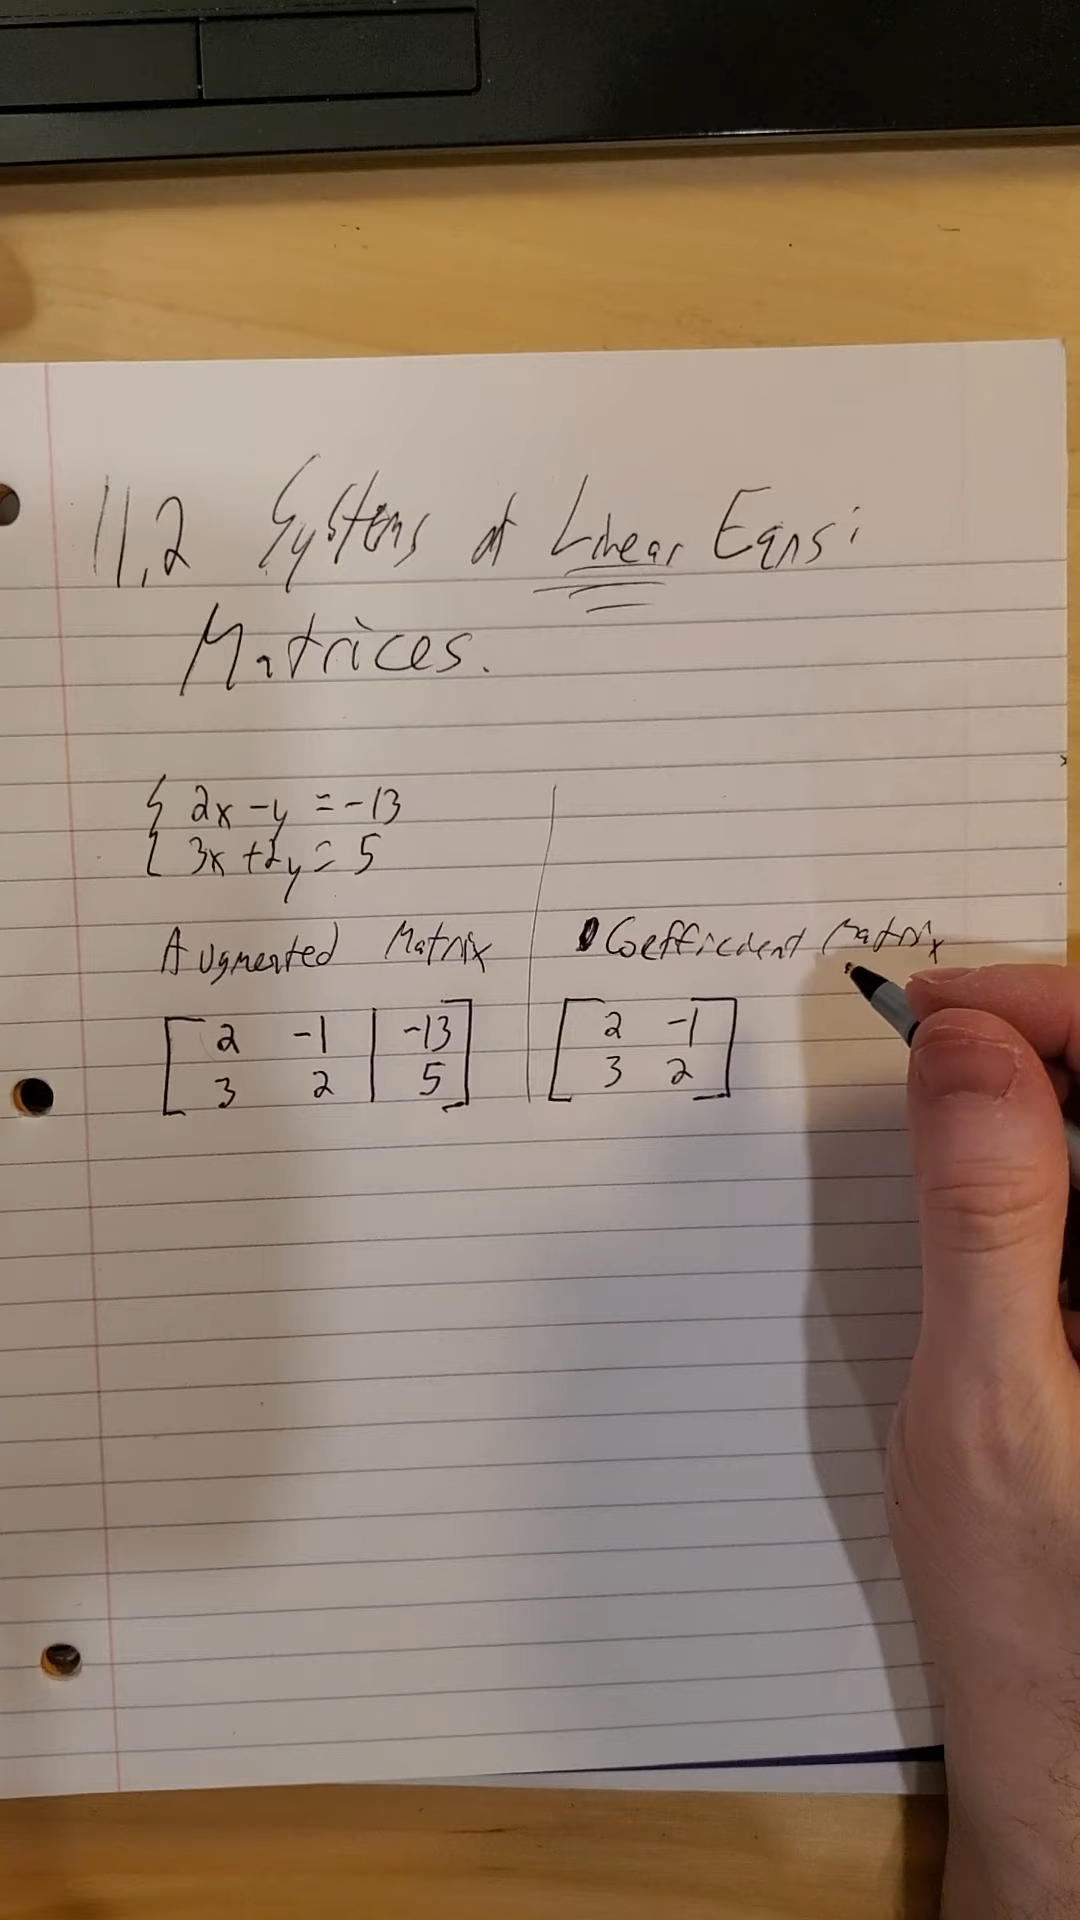 11.2 Systems of Linear Eqns:
Matrices.
2x - y = -13
3x + 2y = 5
Augmented Matrix
2 -1 | -13
3 2 | 5
Coefficient Matrix
2 -1
3 2